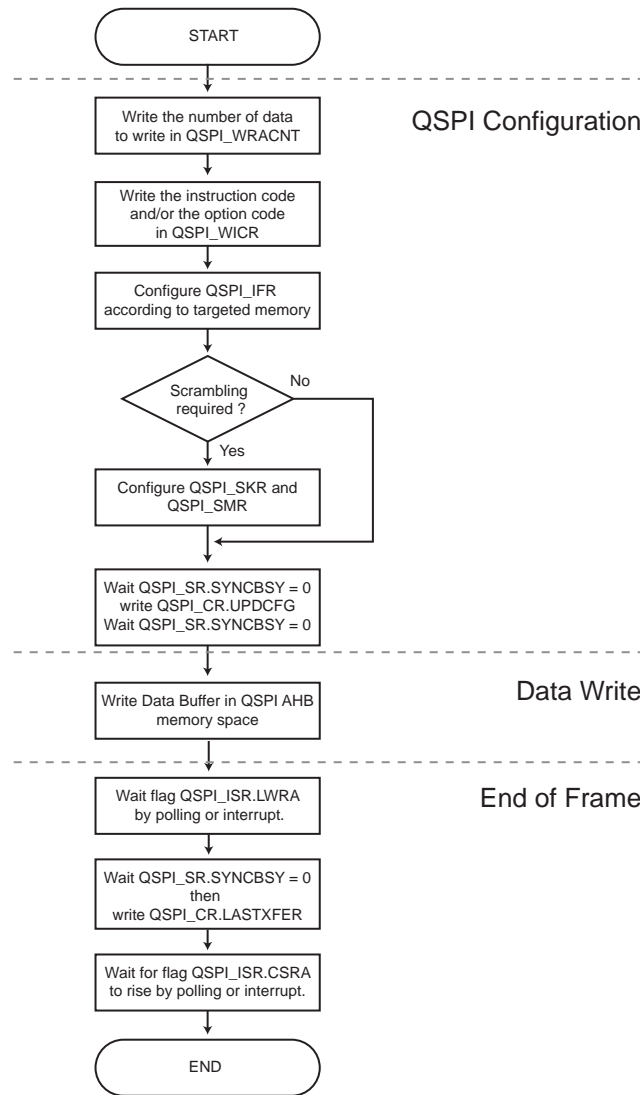 START
QSPI Configuration
Write the number of data
to write in QSPI_WRACNT
Write the instruction code
and/or the option code
in QSPI_WICR
Configure QSPI_IFR
according to targeted memory
Scrambling
required ?
No
Yes
Configure QSPI_SKR and
QSPI_SMR
Wait QSPI_SR.SYNCBSY = 0
write QSPI_CR.UPDCFG
Wait QSPI_SR.SYNCBSY = 0
Data Write
Write Data Buffer in QSPI AHB
memory space
End of Frame
Wait flag QSPI_ISR.LWRA
by polling or interrupt.
Wait QSPI_SR.SYNCBSY = 0
then
write QSPI_CR.LASTXFER
Wait for flag QSPI_ISR.CSRA
to rise by polling or interrupt.
END